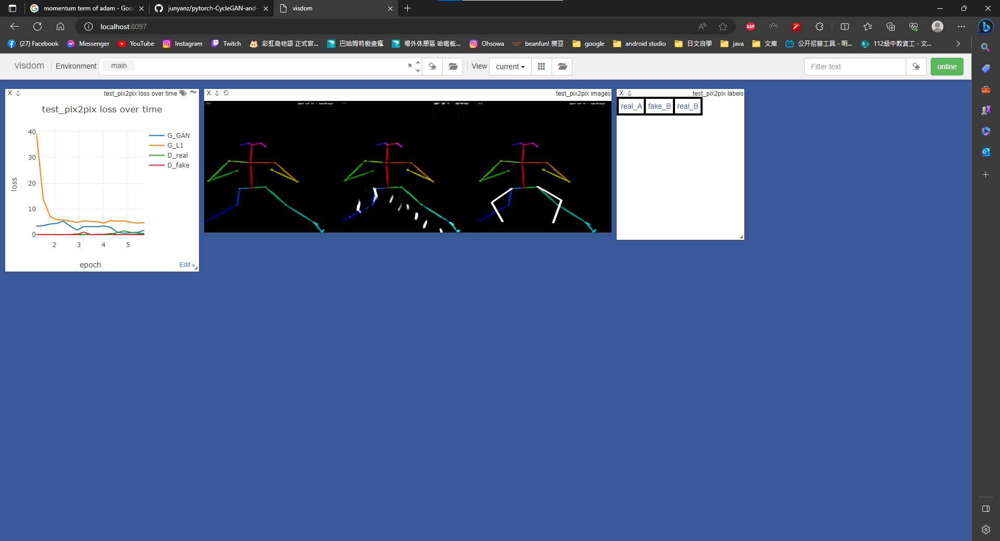 momentum term of adam - Goo
junyanz/pytorch-CycleGAN-and-
visdom
localhost:8097
ABP
(27) Facebook
Messenger
YouTube
Instagram
Twitch
彩虹島物語 正式官...
巴哈姆特動畫瘋
場外休憩區 哈啦板...
Ohsowa
beanfun! 樂豆
google
android studio
日文自學
java
文庫
公开招募工具 - 明...
112級中教資工 - 文...
visdom
Environment
main
×
View
current
Filter text
online
X
test_pix2pix loss over time
test_pix2pix loss over time
40
30
20
10
0
loss
2
3
4
5
epoch
G_GAN
G_L1
D_real
D_fake
Edit »
X
test_pix2pix images
X
test_pix2pix labels
real_A
fake_B
real_B